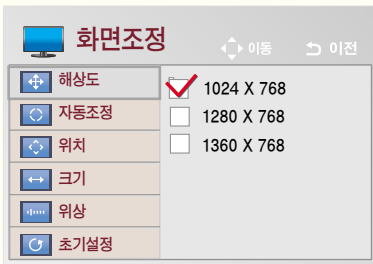 화면조정
이동 이전
해상도
자동조정
위치
크기
위상
초기설정
1024 X 768
1280 X 768
1360 X 768